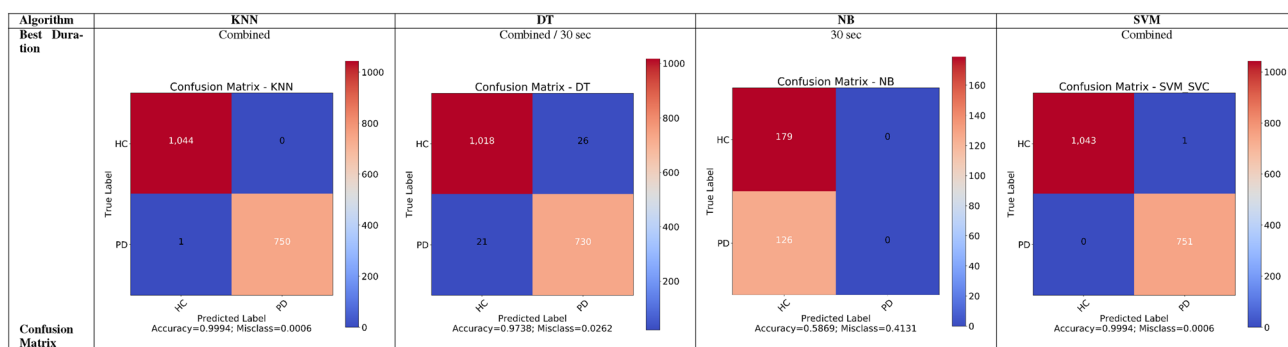 Algorithm KNN DT NB SVM
Best Dura-
tion
Combined Combined / 30 sec 30 sec Combined
Confusion Matrix - KNN
1000
800
600
400
200
0
HC
PD
True Label
1,044 0
1 750
HC PD
Predicted Label
Accuracy=0.9994; Misclass=0.0006
Confusion Matrix - DT
1000
800
600
400
200
HC
PD
True Label
1,018 26
21 730
HC PD
Predicted Label
Accuracy=0.9738; Misclass=0.0262
Confusion Matrix - NB
160
140
120
100
80
60
40
20
0
HC
PD
True Label
179 0
126 0
HC PD
Predicted Label
Accuracy=0.5869; Misclass=0.4131
Confusion Matrix - SVM_SVC
1000
800
600
400
200
0
HC
PD
True Label
1,043 1
0 751
HC PD
Predicted Label
Accuracy=0.9994; Misclass=0.0006
Confusion
Matrix